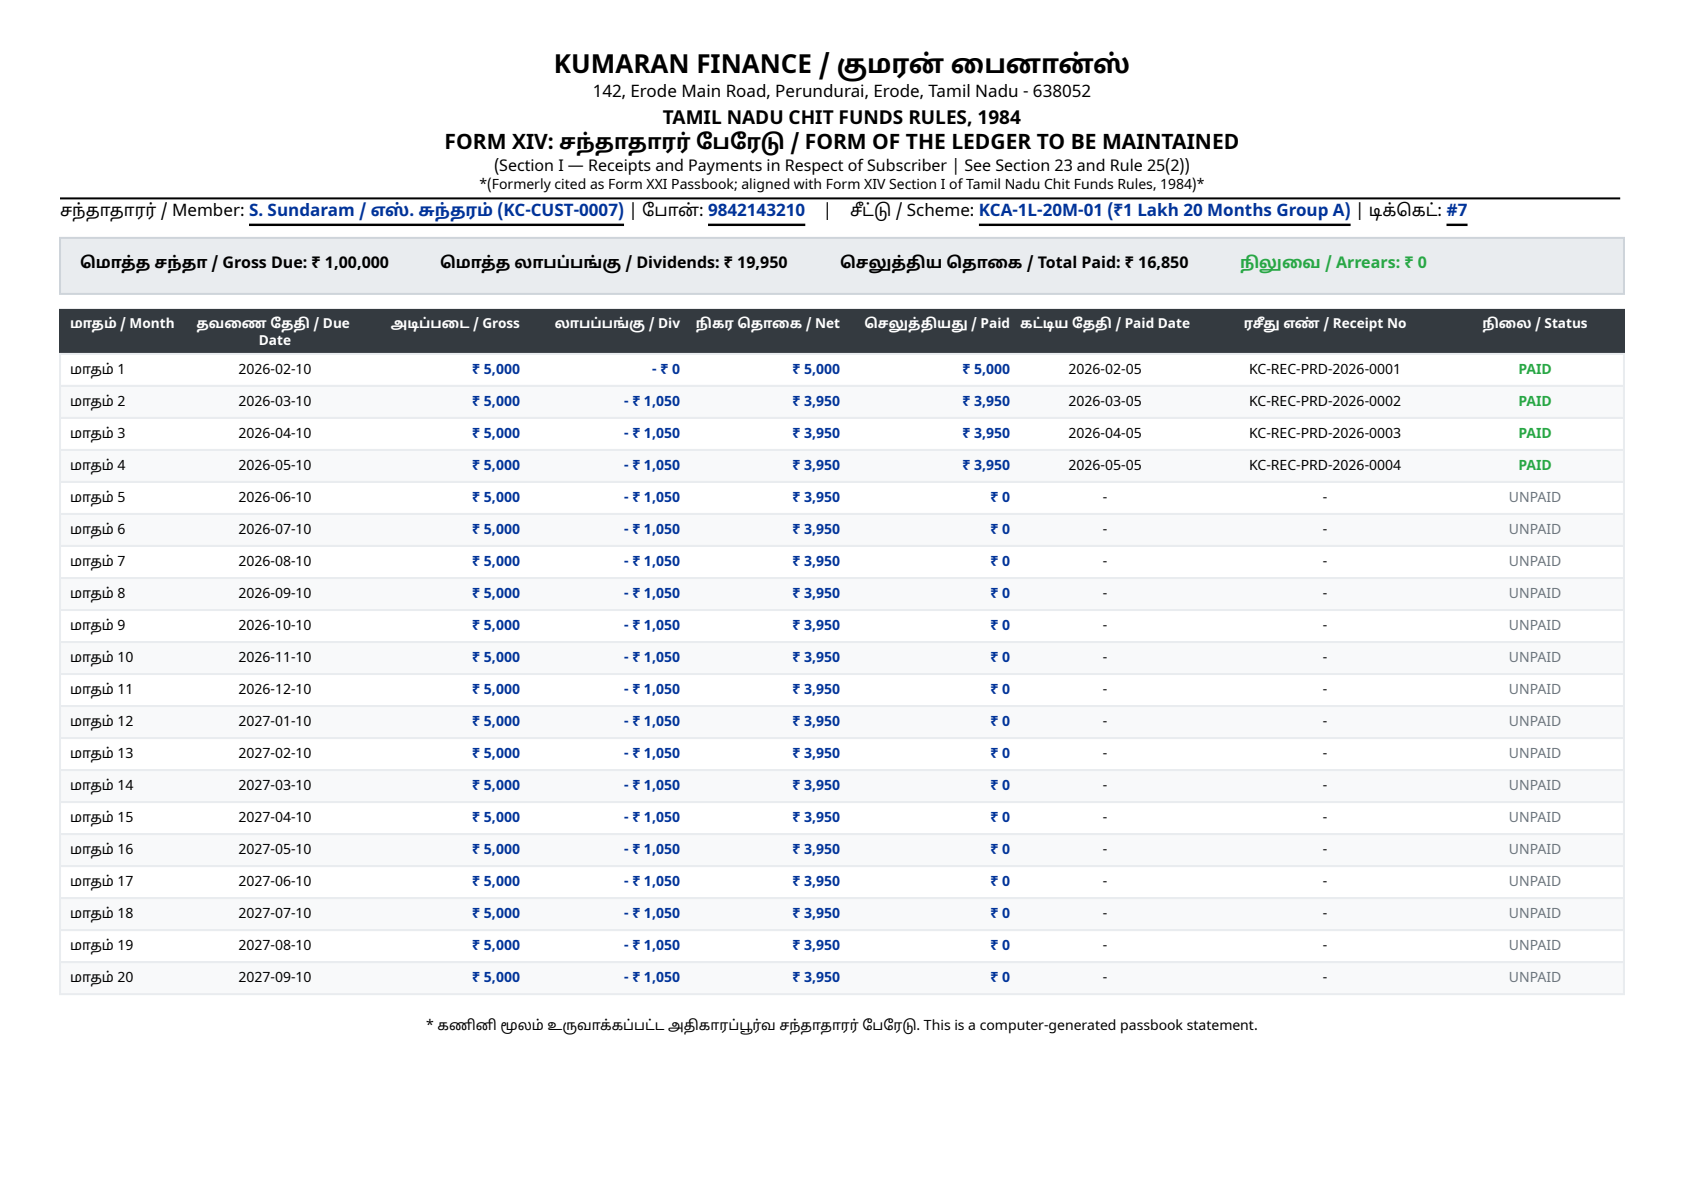 KUMARAN FINANCE / குமரன் பைனான்ஸ்
142, Erode Main Road, Perundurai, Erode, Tamil Nadu - 638052
TAMIL NADU CHIT FUNDS RULES, 1984
FORM XIV: சந்தாதாரர் பேரேடு / FORM OF THE LEDGER TO BE MAINTAINED
(Section I — Receipts and Payments in Respect of Subscriber | See Section 23 and Rule 25(2))
*(Formerly cited as Form XXI Passbook; aligned with Form XIV Section I of Tamil Nadu Chit Funds Rules, 1984)*
சந்தாதாரர் / Member: S. Sundaram / எஸ். சுந்தரம் (KC-CUST-0007) | போன்: 9842143210 | சீட்டு / Scheme: KCA-1L-20M-01 (₹1 Lakh 20 Months Group A) | டிக்கெட்: #7
மொத்த சந்தா / Gross Due: ₹ 1,00,000 மொத்த லாபப்பங்கு / Dividends: ₹ 19,950 செலுத்திய தொகை / Total Paid: ₹ 16,850 நிலுவை / Arrears: ₹ 0
மாதம் / Month தவணை தேதி / Due Date அடிப்படை / Gross லாபப்பங்கு / Div நிகர தொகை / Net செலுத்தியது / Paid கட்டிய தேதி / Paid Date ரசீது எண் / Receipt No நிலை / Status
மாதம் 1 2026-02-10 ₹ 5,000 - ₹ 0 ₹ 5,000 ₹ 5,000 2026-02-05 KC-REC-PRD-2026-0001 PAID
மாதம் 2 2026-03-10 ₹ 5,000 - ₹ 1,050 ₹ 3,950 ₹ 3,950 2026-03-05 KC-REC-PRD-2026-0002 PAID
மாதம் 3 2026-04-10 ₹ 5,000 - ₹ 1,050 ₹ 3,950 ₹ 3,950 2026-04-05 KC-REC-PRD-2026-0003 PAID
மாதம் 4 2026-05-10 ₹ 5,000 - ₹ 1,050 ₹ 3,950 ₹ 3,950 2026-05-05 KC-REC-PRD-2026-0004 PAID
மாதம் 5 2026-06-10 ₹ 5,000 - ₹ 1,050 ₹ 3,950 ₹ 0 - - UNPAID
மாதம் 6 2026-07-10 ₹ 5,000 - ₹ 1,050 ₹ 3,950 ₹ 0 - - UNPAID
மாதம் 7 2026-08-10 ₹ 5,000 - ₹ 1,050 ₹ 3,950 ₹ 0 - - UNPAID
மாதம் 8 2026-09-10 ₹ 5,000 - ₹ 1,050 ₹ 3,950 ₹ 0 - - UNPAID
மாதம் 9 2026-10-10 ₹ 5,000 - ₹ 1,050 ₹ 3,950 ₹ 0 - - UNPAID
மாதம் 10 2026-11-10 ₹ 5,000 - ₹ 1,050 ₹ 3,950 ₹ 0 - - UNPAID
மாதம் 11 2026-12-10 ₹ 5,000 - ₹ 1,050 ₹ 3,950 ₹ 0 - - UNPAID
மாதம் 12 2027-01-10 ₹ 5,000 - ₹ 1,050 ₹ 3,950 ₹ 0 - - UNPAID
மாதம் 13 2027-02-10 ₹ 5,000 - ₹ 1,050 ₹ 3,950 ₹ 0 - - UNPAID
மாதம் 14 2027-03-10 ₹ 5,000 - ₹ 1,050 ₹ 3,950 ₹ 0 - - UNPAID
மாதம் 15 2027-04-10 ₹ 5,000 - ₹ 1,050 ₹ 3,950 ₹ 0 - - UNPAID
மாதம் 16 2027-05-10 ₹ 5,000 - ₹ 1,050 ₹ 3,950 ₹ 0 - - UNPAID
மாதம் 17 2027-06-10 ₹ 5,000 - ₹ 1,050 ₹ 3,950 ₹ 0 - - UNPAID
மாதம் 18 2027-07-10 ₹ 5,000 - ₹ 1,050 ₹ 3,950 ₹ 0 - - UNPAID
மாதம் 19 2027-08-10 ₹ 5,000 - ₹ 1,050 ₹ 3,950 ₹ 0 - - UNPAID
மாதம் 20 2027-09-10 ₹ 5,000 - ₹ 1,050 ₹ 3,950 ₹ 0 - - UNPAID
* கணினி மூலம் உருவாக்கப்பட்ட அதிகாரப்பூர்வ சந்தாதாரர் பேரேடு. This is a computer-generated passbook statement.